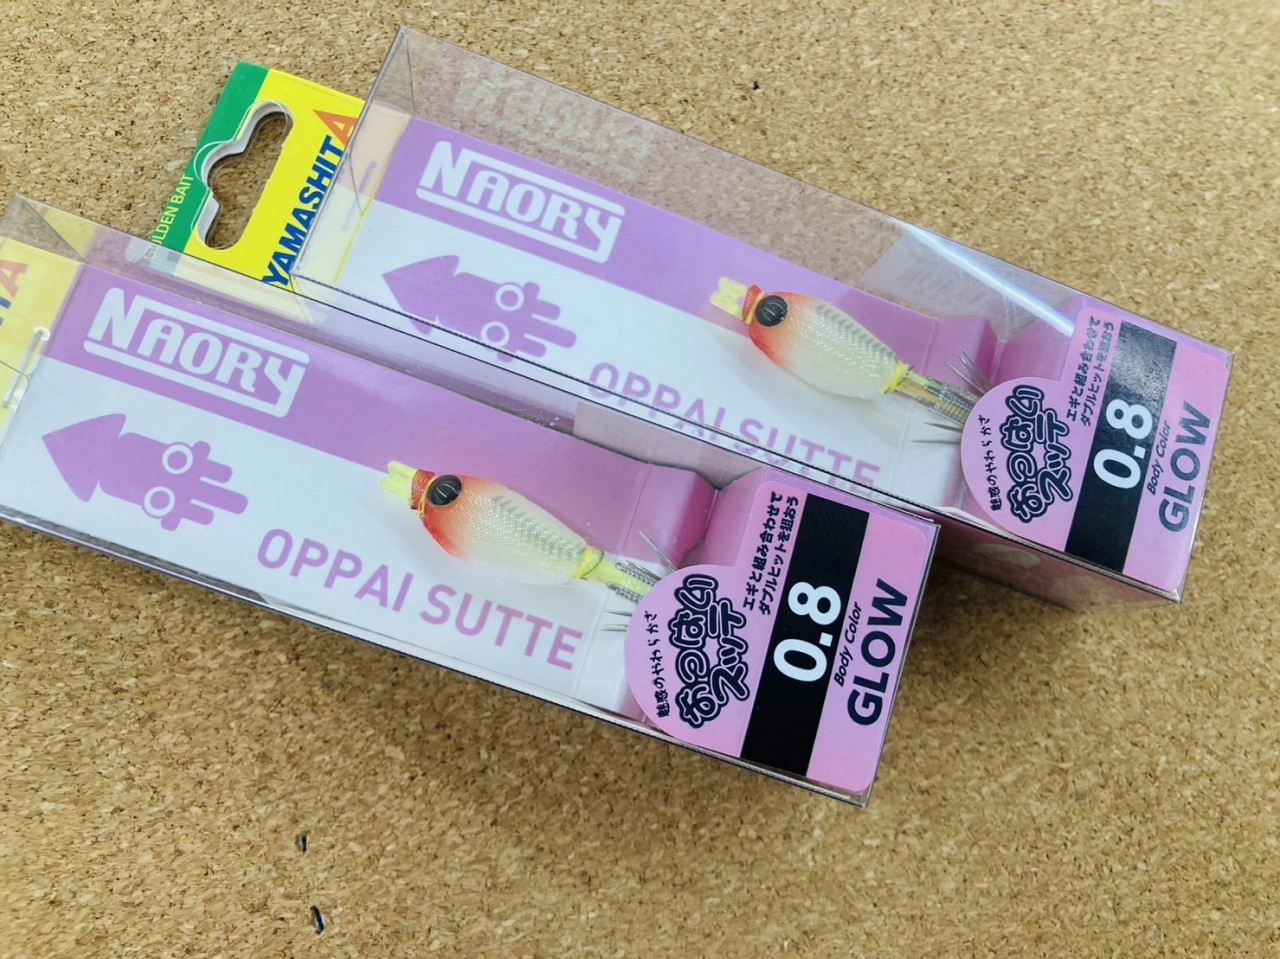 GOLDEN BAIT
YAMASHITA
NAORY
OPPAI SUTTE
魅惑のやわらかさ
おっぱい
スッテ
エギと組み合わせて
ダブルヒットを狙おう
0.8
Body Color
GLOW
NAORY
OPPAI SUTTE
魅惑のやわらかさ
おっぱい
スッテ
エギと組み合わせて
ダブルヒットを狙おう
0.8
Body Color
GLOW